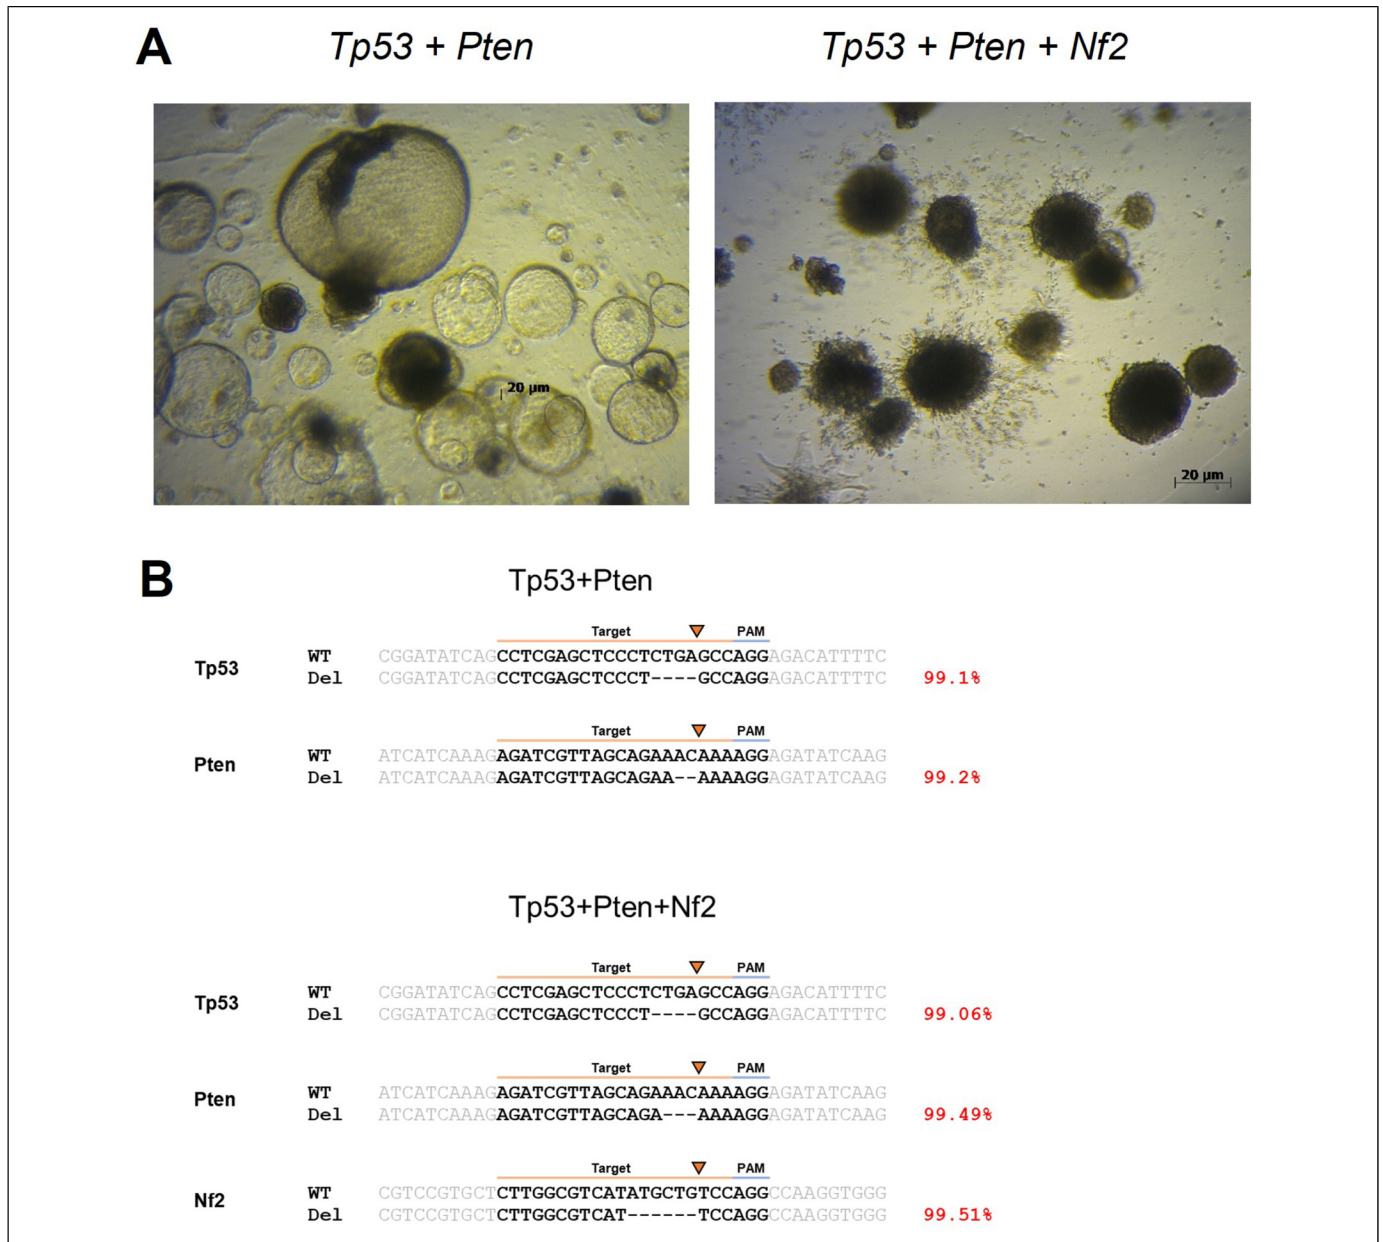 A
Tp53 + Pten
Tp53 + Pten + Nf2
20 µm
20 µm
B
Tp53+Pten
Target PAM
Tp53
WT CGGATATCAGCCTCGAGCTCCCTCTGAGCCAGGAGACATTTTC
Del CGGATATCAGCCTCGAGCTCCCT----GCCAGGAGACATTTTC 99.1%
Target PAM
Pten
WT ATCATCAAAGAGATCGTTAGCAGAAACAAAAGGAGATATCAAG
Del ATCATCAAAGAGATCGTTAGCAGAA--AAAAGGAGATATCAAG 99.2%
Tp53+Pten+Nf2
Target PAM
Tp53
WT CGGATATCAGCCTCGAGCTCCCTCTGAGCCAGGAGACATTTTC
Del CGGATATCAGCCTCGAGCTCCCT----GCCAGGAGACATTTTC 99.06%
Target PAM
Pten
WT ATCATCAAAGAGATCGTTAGCAGAAACAAAAGGAGATATCAAG
Del ATCATCAAAGAGATCGTTAGCAGA---AAAAGGAGATATCAAG 99.49%
Target PAM
Nf2
WT CGTCCGTGCTCTTGGCGTCATATGCTGTCCAGGCCAAGGTGGG
Del CGTCCGTGCTCTTGGCGTCAT------TCCAGGCCAAGGTGGG 99.51%